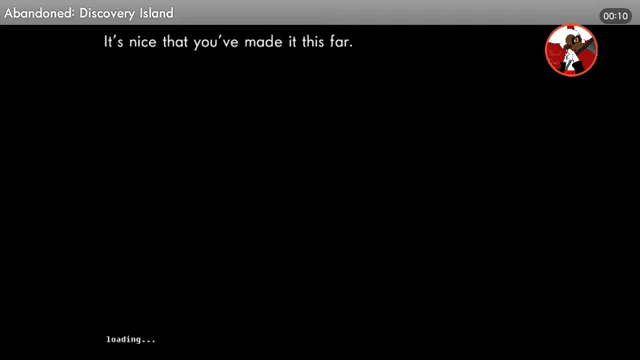 Abandoned: Discovery Island
00:10
It's nice that you've made it this far.
loading...